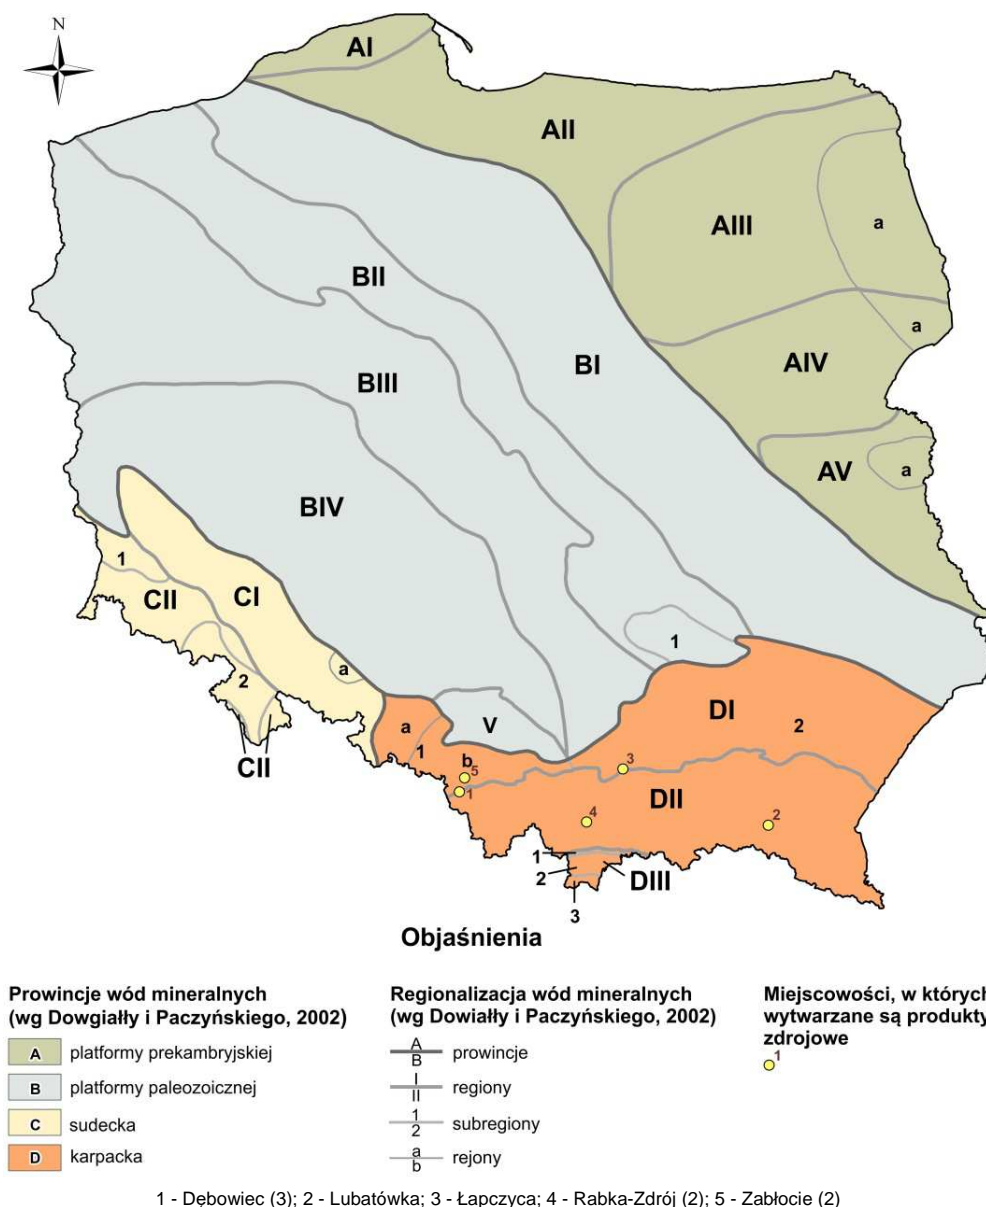 N
AI
AII
AIII
a
a
AIV
AV
a
BII
BI
BIII
BIV
1
CI
CII
1
2
a
CII
V
a
1
b
5
1
DI
2
3
DII
4
2
1
2
3
DIII
Objaśnienia
Prowincje wód mineralnych
(wg Dowgiałły i Paczyńskiego, 2002)
A platformy prekambryjskiej
B platformy paleozoicznej
C sudecka
D karpacka
Regionalizacja wód mineralnych
(wg Dowiałły i Paczyńskiego, 2002)
A
B
prowincje
I
II
regiony
1
2
subregiony
a
b
rejony
Miejscowości, w których
wytwarzane są produkty
zdrojowe
1
1 - Dębowiec (3); 2 - Lubatówka; 3 - Łapczyca; 4 - Rabka-Zdrój (2); 5 - Zabłocie (2)